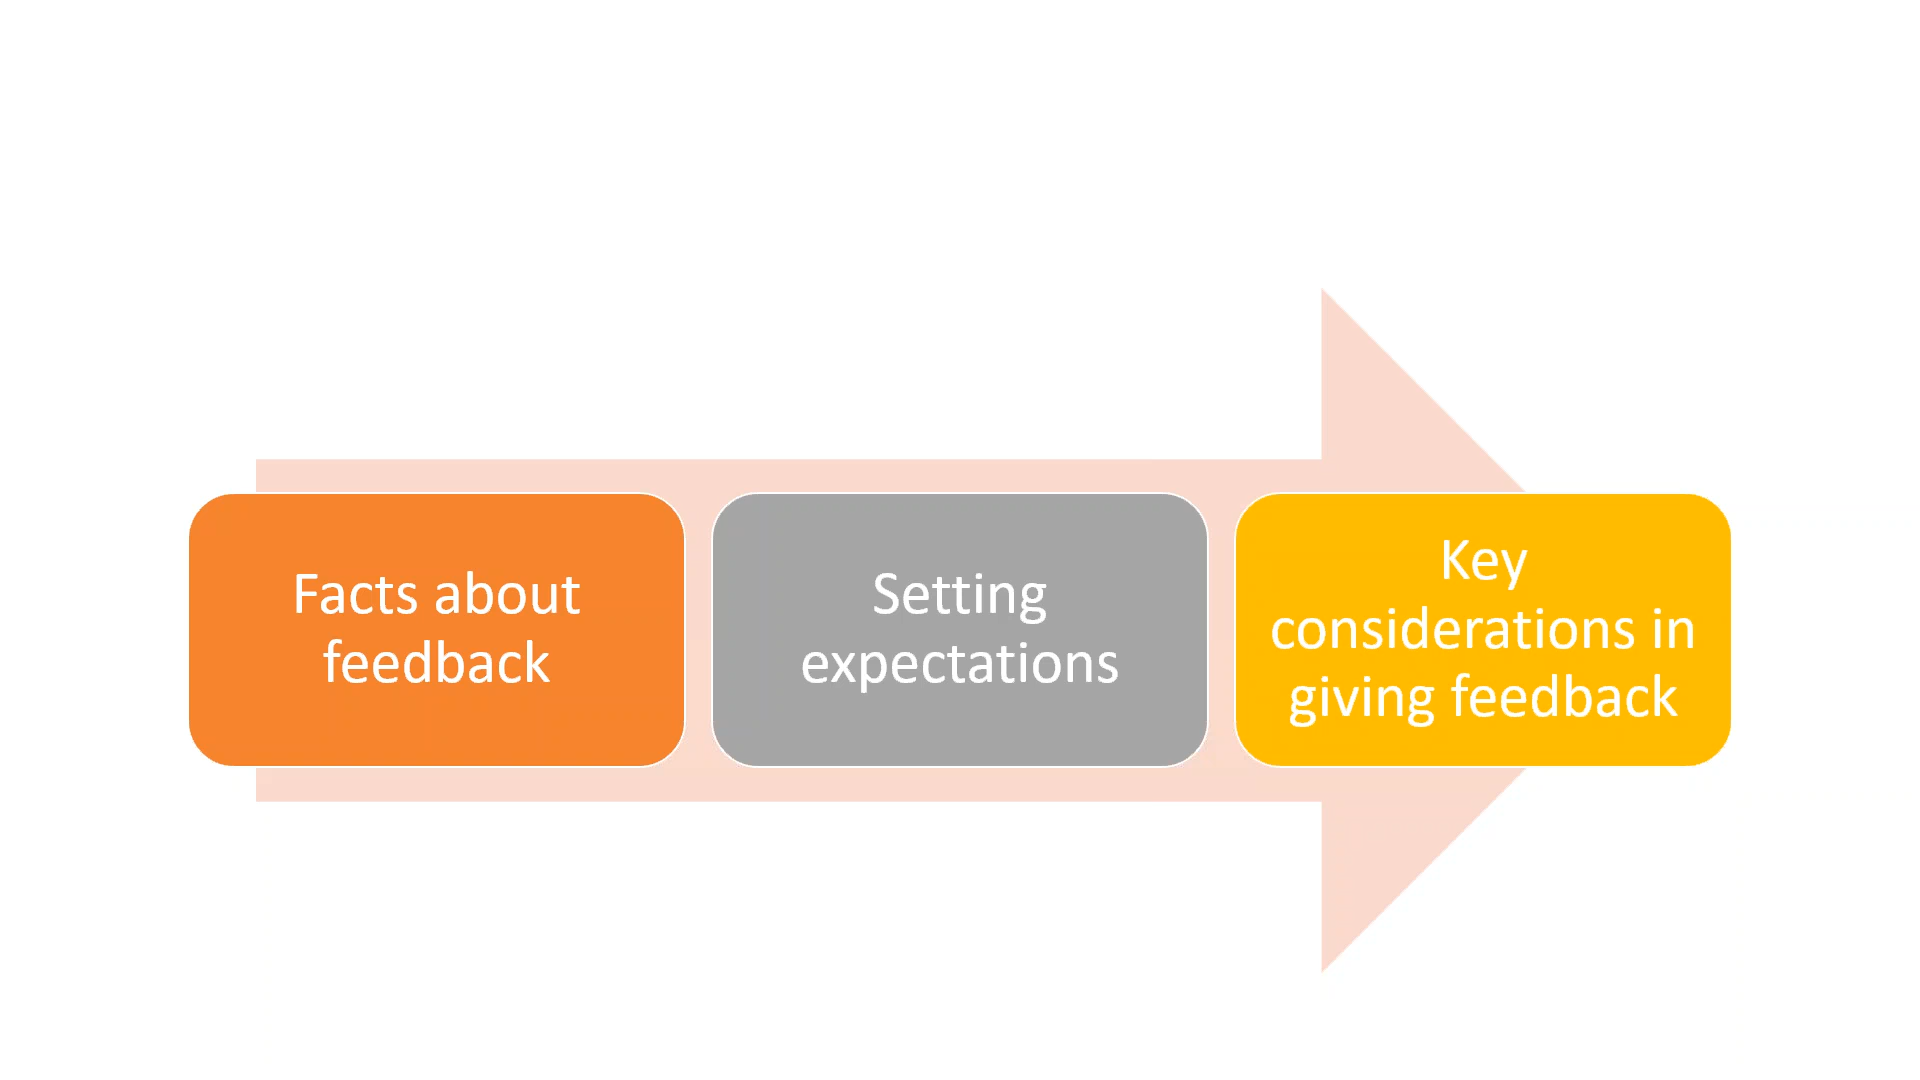 Facts about
feedback
Setting
expectations
Key
considerations in
giving feedback